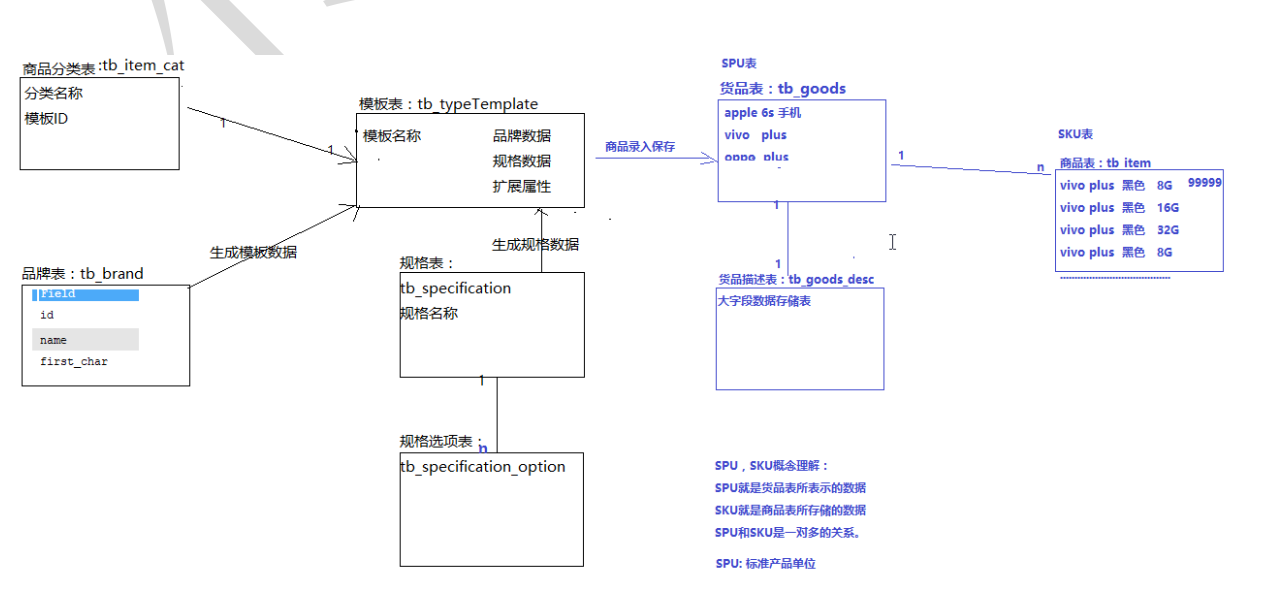 商品分类表:tb_item_cat
分类名称
模板ID
1
1
模板表：tb_typeTemplate
模板名称
品牌数据
规格数据
扩展属性
生成模板数据
品牌表：tb_brand
Field
id
name
first_char
生成规格数据
规格表：
tb_specification
规格名称
1
n
规格选项表：
tb_specification_option
商品录入保存
SPU表
货品表：tb_goods
apple 6s 手机
vivo plus
oppo plus
1
n
1
1
货品描述表：tb_goods_desc
大字段数据存储表
SKU表
商品表：tb item
vivo plus 黑色 8G 99999
vivo plus 黑色 16G
vivo plus 黑色 32G
vivo plus 黑色 8G
SPU，SKU概念理解：
SPU就是货品表所表示的数据
SKU就是商品表所存储的数据
SPU和SKU是一对多的关系。
SPU: 标准产品单位